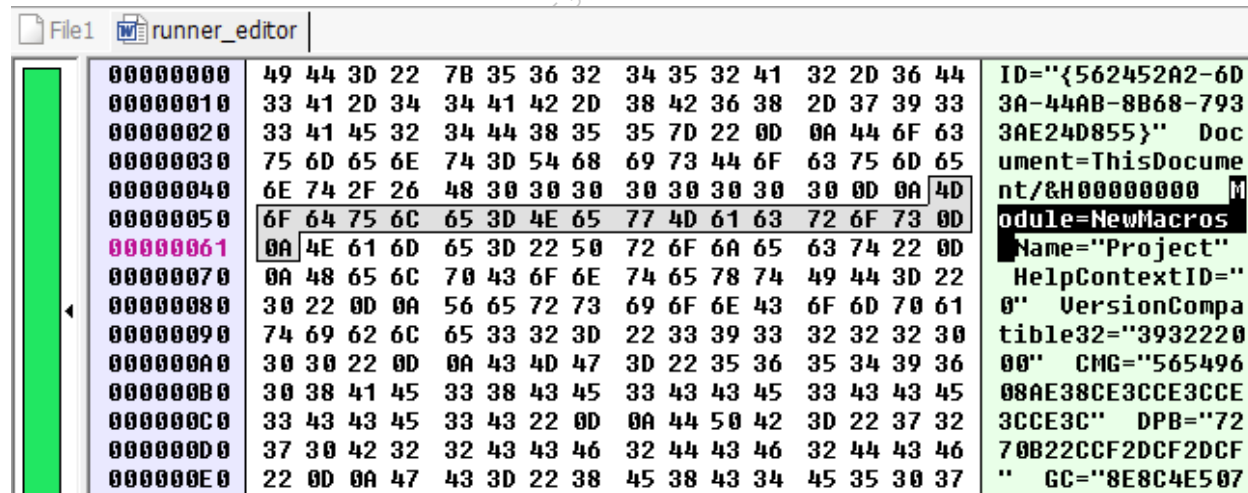 File1 runner_editor
00000000 49 44 3D 22 7B 35 36 32 34 35 32 41 32 2D 36 44 ID="{562452A2-6D
00000010 33 41 2D 34 34 41 42 2D 38 42 36 38 2D 37 39 33 3A-44AB-8B68-793
00000020 33 41 45 32 34 44 38 35 35 7D 22 0D 0A 44 6F 63 3AE24D855}" Doc
00000030 75 6D 65 6E 74 3D 54 68 69 73 44 6F 63 75 6D 65 ument=ThisDocume
00000040 6E 74 2F 26 48 30 30 30 30 30 30 30 30 0D 0A 4D nt/&H00000000 M
00000050 6F 64 75 6C 65 3D 4E 65 77 4D 61 63 72 6F 73 0D odule=NewMacros
00000061 0A 4E 61 6D 65 3D 22 50 72 6F 6A 65 63 74 22 0D Name="Project"
00000070 0A 48 65 6C 70 43 6F 6E 74 65 78 74 49 44 3D 22 HelpContextID="
00000080 30 22 0D 0A 56 65 72 73 69 6F 6E 43 6F 6D 70 61 0" VersionCompa
00000090 74 69 62 6C 65 33 32 3D 22 33 39 33 32 32 32 30 tible32="3932220
000000A0 30 30 22 0D 0A 43 4D 47 3D 22 35 36 35 34 39 36 00" CMG="565496
000000B0 30 38 41 45 33 38 43 45 33 43 43 45 33 43 43 45 08AE38CE3CCE3CCE
000000C0 33 43 43 45 33 43 22 0D 0A 44 50 42 3D 22 37 32 3CCE3C" DPB="72
000000D0 37 30 42 32 32 43 43 46 32 44 43 46 32 44 43 46 70B22CCF2DCF2DCF
000000E0 22 0D 0A 47 43 3D 22 38 45 38 43 34 45 35 30 37 " GC="8E8C4E507